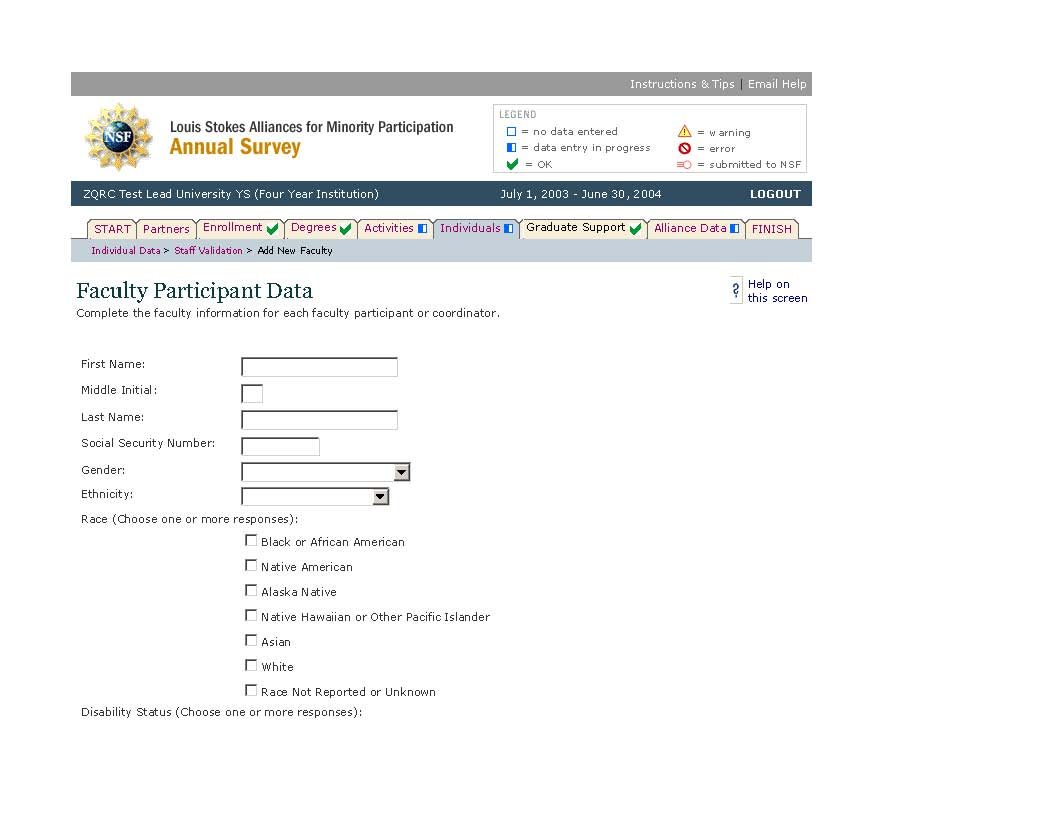 Instructions & Tips | Email Help
NSF
Louis Stokes Alliances for Minority Participation
Annual Survey
LEGEND
= no data entered
= data entry in progress
= OK
= warning
= error
= submitted to NSF
ZQRC Test Lead University YS (Four Year Institution) July 1, 2003 - June 30, 2004 LOGOUT
START Partners Enrollment Degrees Activities Individuals Graduate Support Alliance Data FINISH
Individual Data > Staff Validation > Add New Faculty
Faculty Participant Data
? Help on
this screen
Complete the faculty information for each faculty participant or coordinator.
First Name:
Middle Initial:
Last Name:
Social Security Number:
Gender:
Ethnicity:
Race (Choose one or more responses):
Black or African American
Native American
Alaska Native
Native Hawaiian or Other Pacific Islander
Asian
White
Race Not Reported or Unknown
Disability Status (Choose one or more responses):